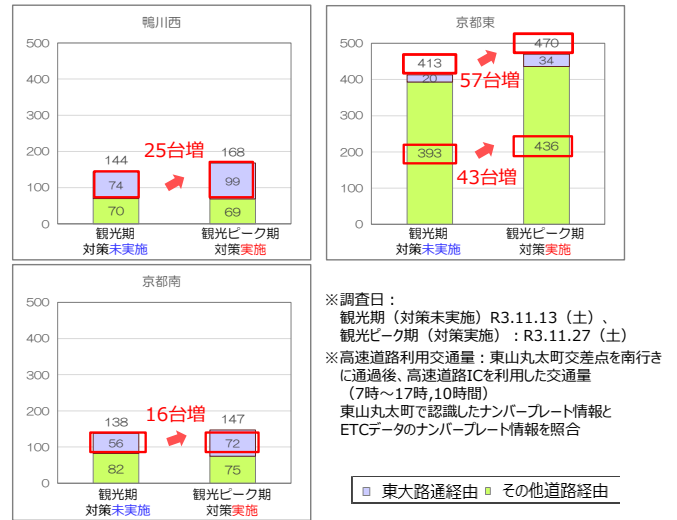 鴨川西
500
400
300
200
100
0
144
74
70
25台増
168
99
69
観光期
対策未実施
観光ピーク期
対策実施
京都東
500
400
300
200
100
0
413
20
393
57台増
43台増
470
34
436
観光期
対策未実施
観光ピーク期
対策実施
京都南
500
400
300
200
100
0
138
56
82
16台増
147
72
75
観光期
対策未実施
観光ピーク期
対策実施
※調査日：
観光期（対策未実施）R3.11.13（土）、
観光ピーク期（対策実施）：R3.11.27（土）
※高速道路利用交通量：東山丸太町交差点を南行き
に通過後、高速道路ICを利用した交通量
（7時～17時,10時間）
東山丸太町で認識したナンバープレート情報と
ETCデータのナンバープレート情報を照合
東大路通経由 その他道路経由